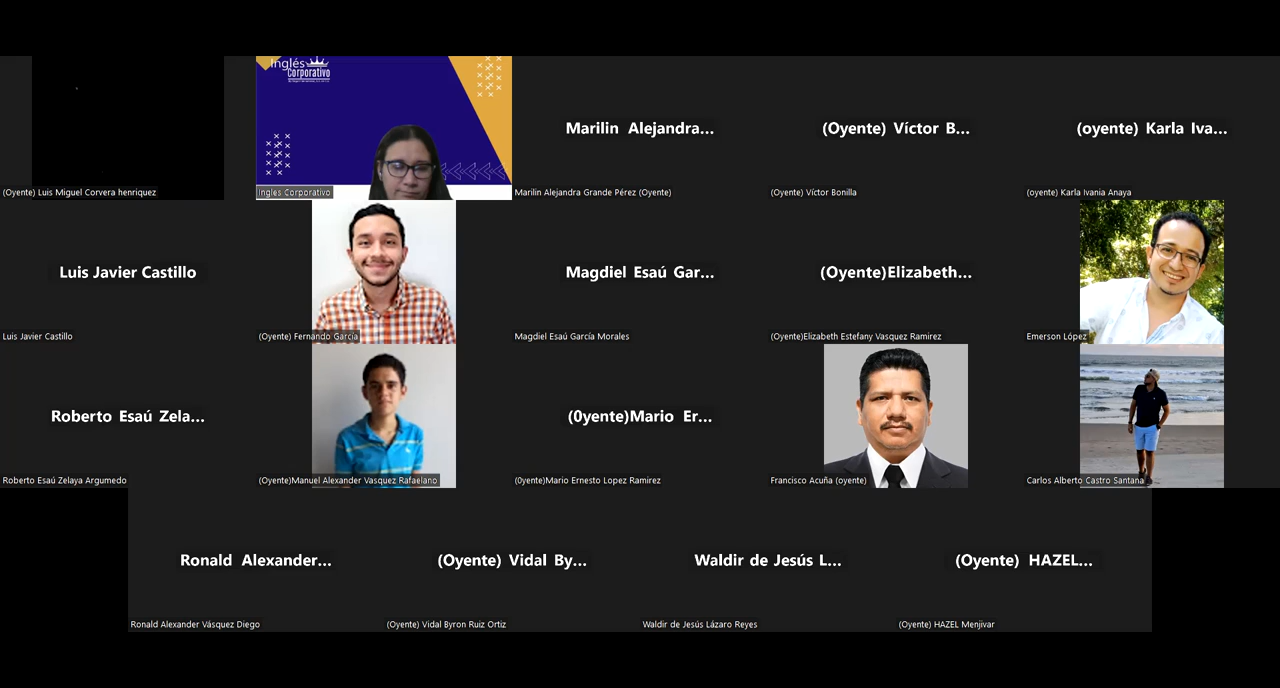 Inglés
Corporativo
Marilin Alejandra...
(Oyente) Víctor B...
(oyente) Karla Iva...
(Oyente) Luis Miguel Corvera henriquez
Ingles Corporativo
Marilin Alejandra Grande Pérez (Oyente)
(Oyente) Víctor Bonilla
(oyente) Karla Ivania Anaya
Luis Javier Castillo
Magdiel Esaú Gar...
(Oyente)Elizabeth...
Luis Javier Castillo
(Oyente) Fernando García
Magdiel Esaú García Morales
(Oyente)Elizabeth Estefany Vasquez Ramirez
Emerson López
Roberto Esaú Zela...
(0yente)Mario Er...
Roberto Esaú Zelaya Argumedo
(Oyente)Manuel Alexander Vasquez Rafaelano
(0yente)Mario Ernesto Lopez Ramirez
Francisco Acuña (oyente)
Carlos Alberto Castro Santana
Ronald Alexander...
(Oyente) Vidal By...
Waldir de Jesús L...
(Oyente) HAZEL...
Ronald Alexander Vásquez Diego
(Oyente) Vidal Byron Ruiz Ortiz
Waldir de Jesús Lázaro Reyes
(Oyente) HAZEL Menjivar